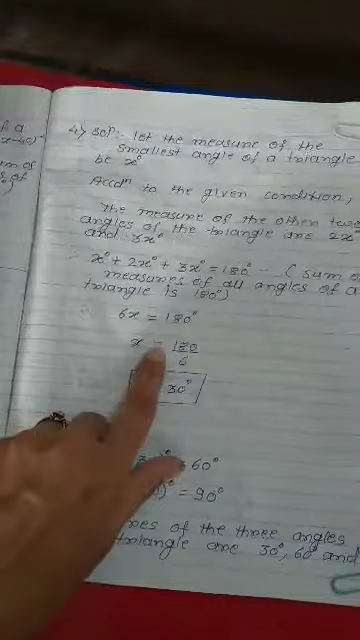 4) Solⁿ:- Let the measure of the
smallest angle of a triangle
be x°
Accdⁿ to the given condition,
the measure of the other two
angles of the triangle are 2x°
and 3x°
∴ x° + 2x° + 3x° = 180° - (sum of
measures of all angles of a
triangle is 180°)
∴ 6x = 180°
x = 180
6
30°
60°
= 90°
of the three angles
triangle are 30°, 60° and